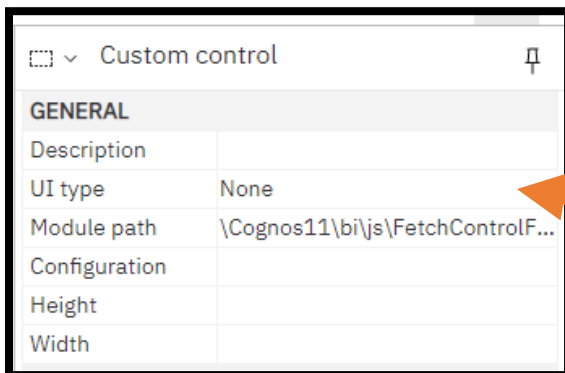 Custom control
GENERAL
Description
UI type None
Module path \Cognos11\bi\js\FetchControlF...
Configuration
Height
Width